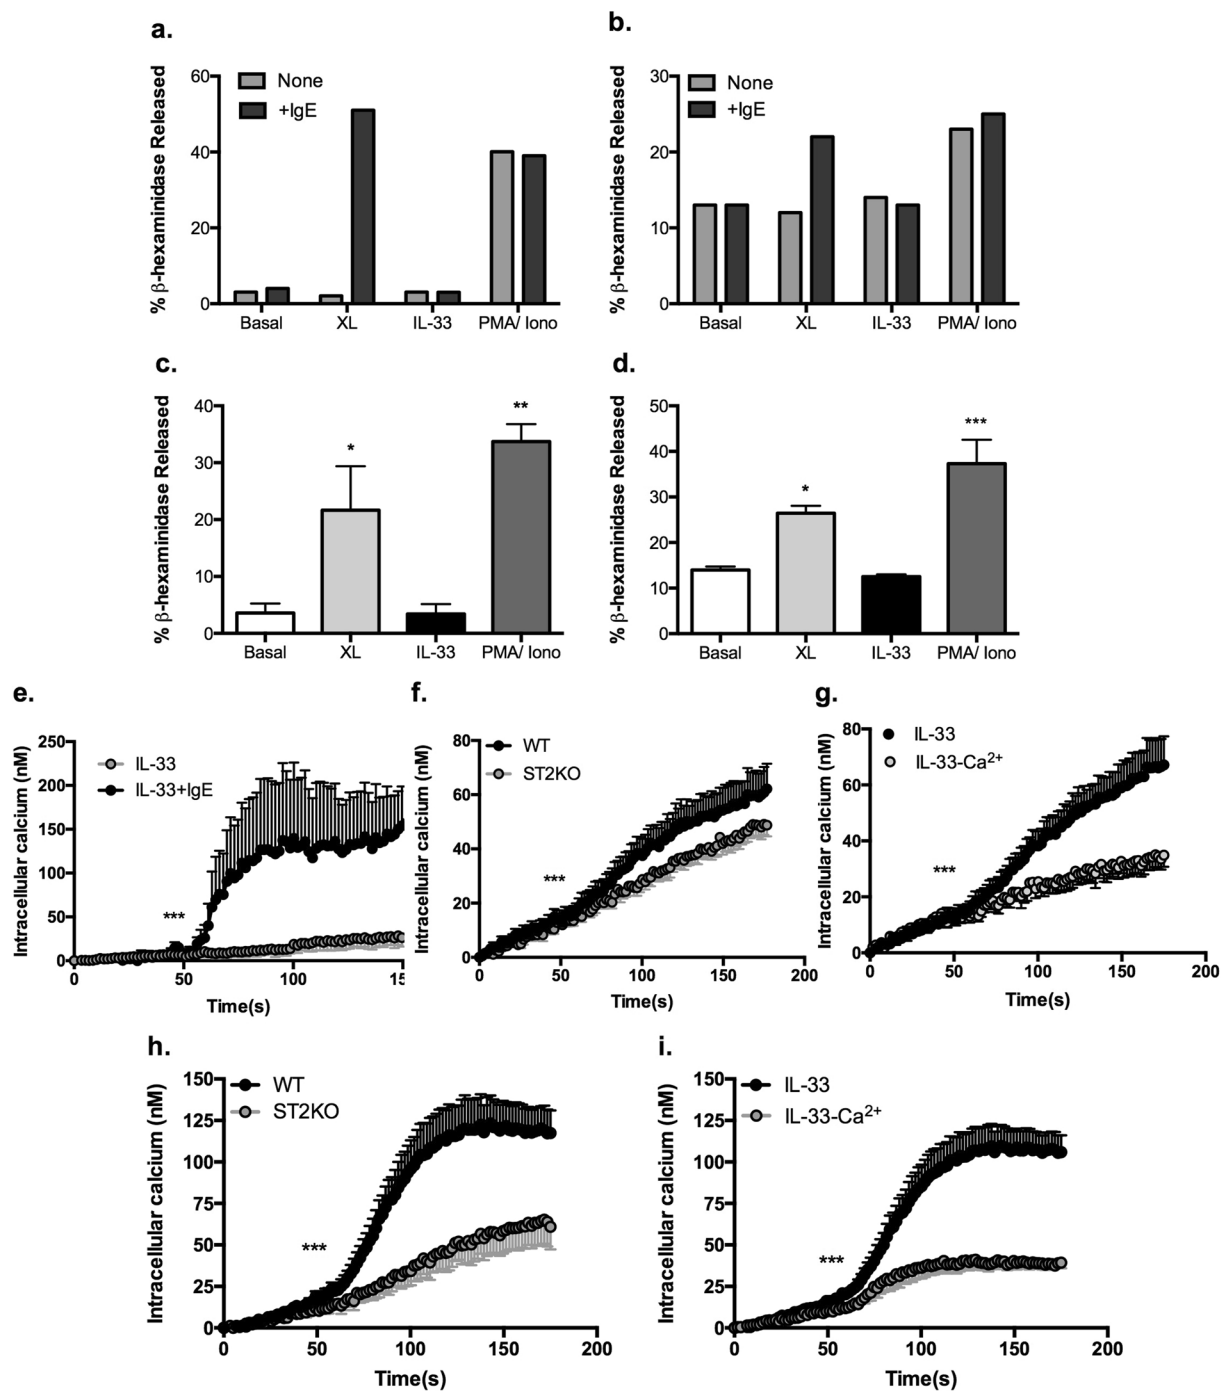 a.
% β-hexaminidase Released
60
40
20
0
None
+IgE
Basal XL IL-33 PMA/ Iono
b.
% β-hexaminidase Released
30
20
10
0
None
+IgE
Basal XL IL-33 PMA/ Iono
c.
% β-hexaminidase Released
40
30
20
10
0
*
**
Basal XL IL-33 PMA/ Iono
d.
% β-hexaminidase Released
50
40
30
20
10
0
*
***
Basal XL IL-33 PMA/ Iono
e.
Intracellular calcium (nM)
250
200
150
100
50
0
IL-33
IL-33+IgE
***
0 50 100 15
Time(s)
f.
Intracellular calcium (nM)
80
60
40
20
0
WT
ST2KO
***
0 50 100 150 200
Time(s)
g.
Intracellular calcium (nM)
80
60
40
20
0
IL-33
IL-33-Ca²⁺
***
0 50 100 150 200
Time(s)
h.
Intracellular calcium (nM)
150
125
100
75
50
25
0
WT
ST2KO
***
0 50 100 150 200
Time(s)
i.
Intracellular calcium (nM)
150
125
100
75
50
25
0
IL-33
IL-33-Ca²⁺
***
0 50 100 150 200
Time(s)